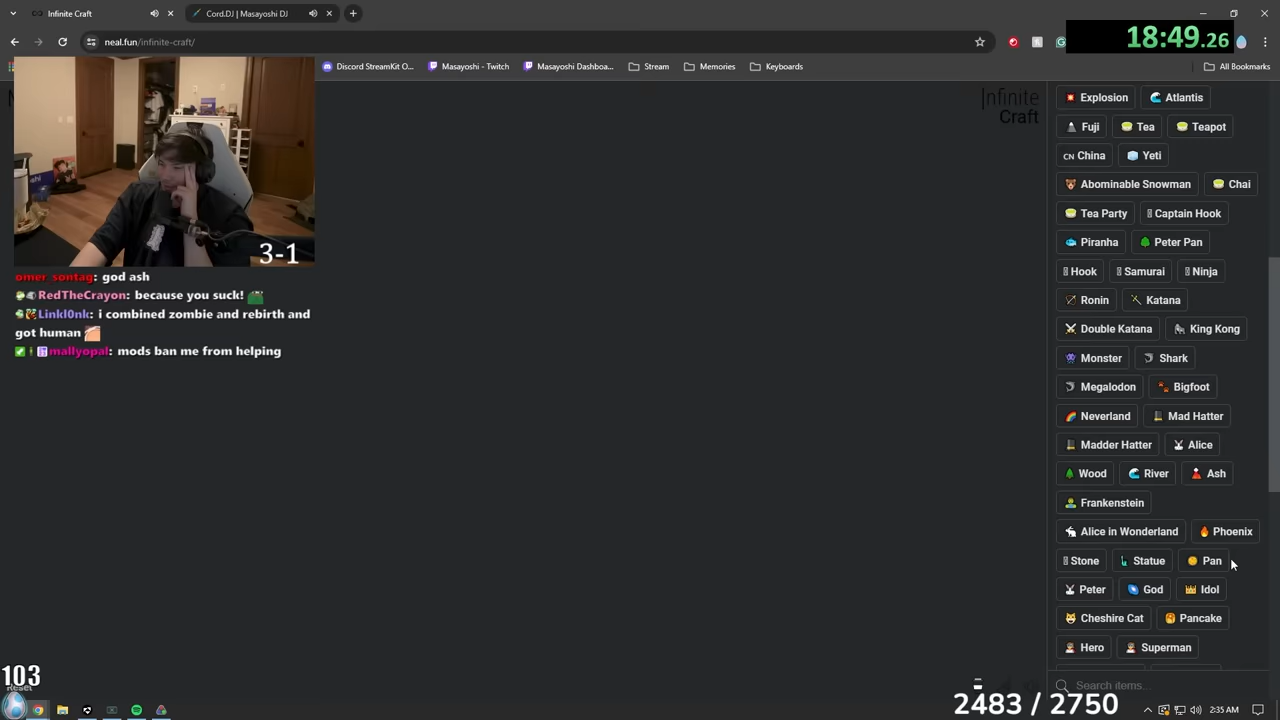 Infinite Craft
Cord.DJ | Masayoshi DJ
18:49.26
neal.fun/infinite-craft/
Discord StreamKit O...
Masayoshi - Twitch
Masayoshi Dashboa...
Stream
Memories
Keyboards
All Bookmarks
Infinite
Craft
3-1
omer_sontag: god ash
RedTheCrayon: because you suck!
Linkl0nk: i combined zombie and rebirth and
got human
mallyopal: mods ban me from helping
Explosion Atlantis
Fuji Tea Teapot
CN China Yeti
Abominable Snowman Chai
Tea Party Captain Hook
Piranha Peter Pan
Hook Samurai Ninja
Ronin Katana
Double Katana King Kong
Monster Shark
Megalodon Bigfoot
Neverland Mad Hatter
Madder Hatter Alice
Wood River Ash
Frankenstein
Alice in Wonderland Phoenix
Stone Statue Pan
Peter God Idol
Cheshire Cat Pancake
Hero Superman
Search items...
103
Reset
2483 / 2750
2:35 AM